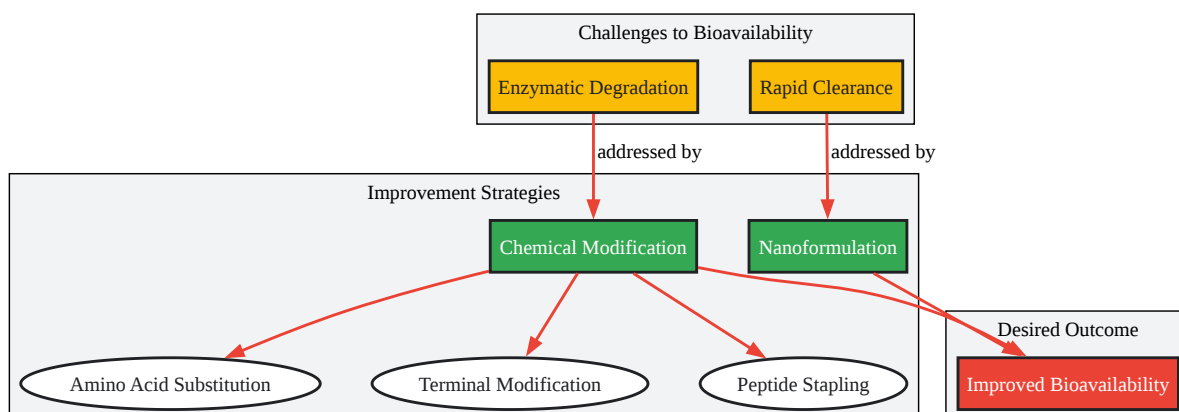 Challenges to Bioavailability
Enzymatic Degradation
Rapid Clearance
addressed by
addressed by
Improvement Strategies
Chemical Modification
Nanoformulation
Desired Outcome
Amino Acid Substitution
Terminal Modification
Peptide Stapling
Improved Bioavailability